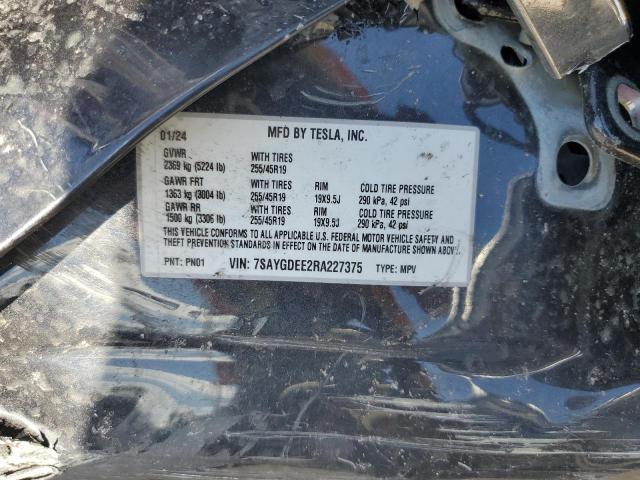 01/24 MFD BY TESLA, INC.
GVWR WITH TIRES
2369 kg (5224 lb) 255/45R19
GAWR FRT WITH TIRES RIM COLD TIRE PRESSURE
1363 kg (3004 lb) 255/45R19 19X9.5J 290 kPa, 42 psi
GAWR RR WITH TIRES RIM COLD TIRE PRESSURE
1500 kg (3306 lb) 255/45R19 19X9.5J 290 kPa, 42 psi
THIS VEHICLE CONFORMS TO ALL APPLICABLE U.S. FEDERAL MOTOR VEHICLE SAFETY AND
THEFT PREVENTION STANDARDS IN EFFECT ON THE DATE OF MANUFACTURE SHOWN ABOVE.
PNT: PN01 VIN: 7SAYGDEE2RA227375 TYPE: MPV